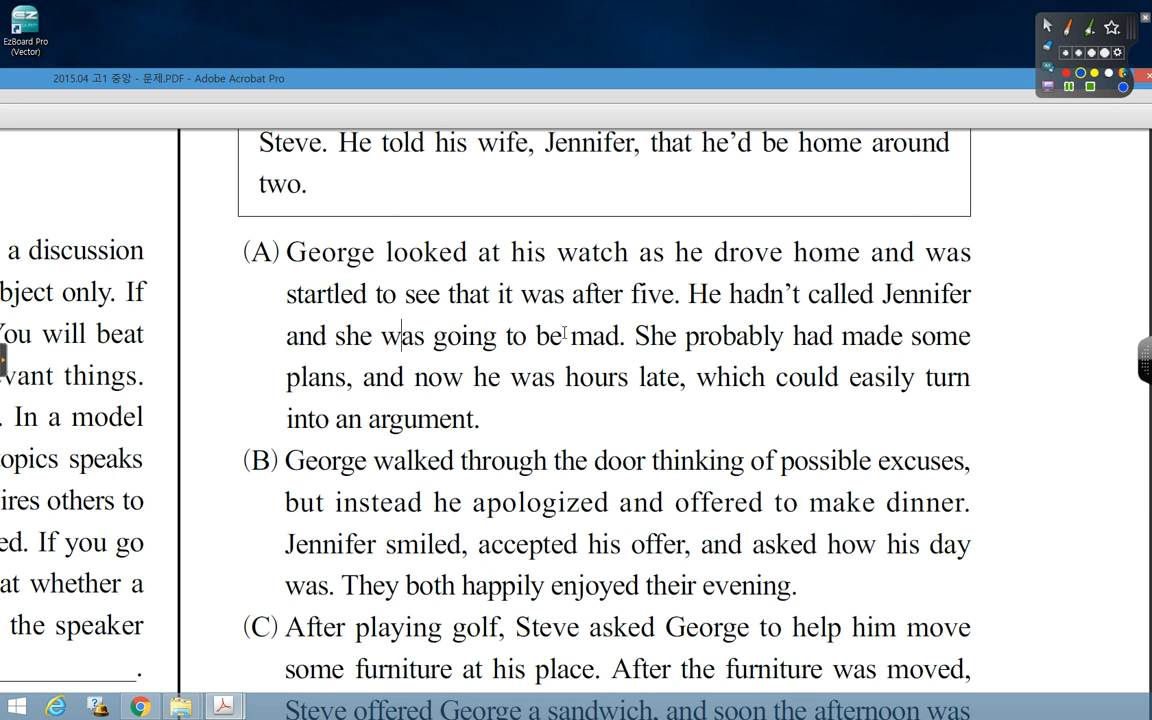 EzBoard Pro
(Vector)
2015.04 고1 중앙 - 문제.PDF - Adobe Acrobat Pro
Steve. He told his wife, Jennifer, that he'd be home around
two.
a discussion
bject only. If
You will beat
vant things.
. In a model
opics speaks
ires others to
ed. If you go
at whether a
the speaker
.
(A) George looked at his watch as he drove home and was
startled to see that it was after five. He hadn't called Jennifer
and she was going to be mad. She probably had made some
plans, and now he was hours late, which could easily turn
into an argument.
(B) George walked through the door thinking of possible excuses,
but instead he apologized and offered to make dinner.
Jennifer smiled, accepted his offer, and asked how his day
was. They both happily enjoyed their evening.
(C) After playing golf, Steve asked George to help him move
some furniture at his place. After the furniture was moved,
Steve offered George a sandwich, and soon the afternoon was